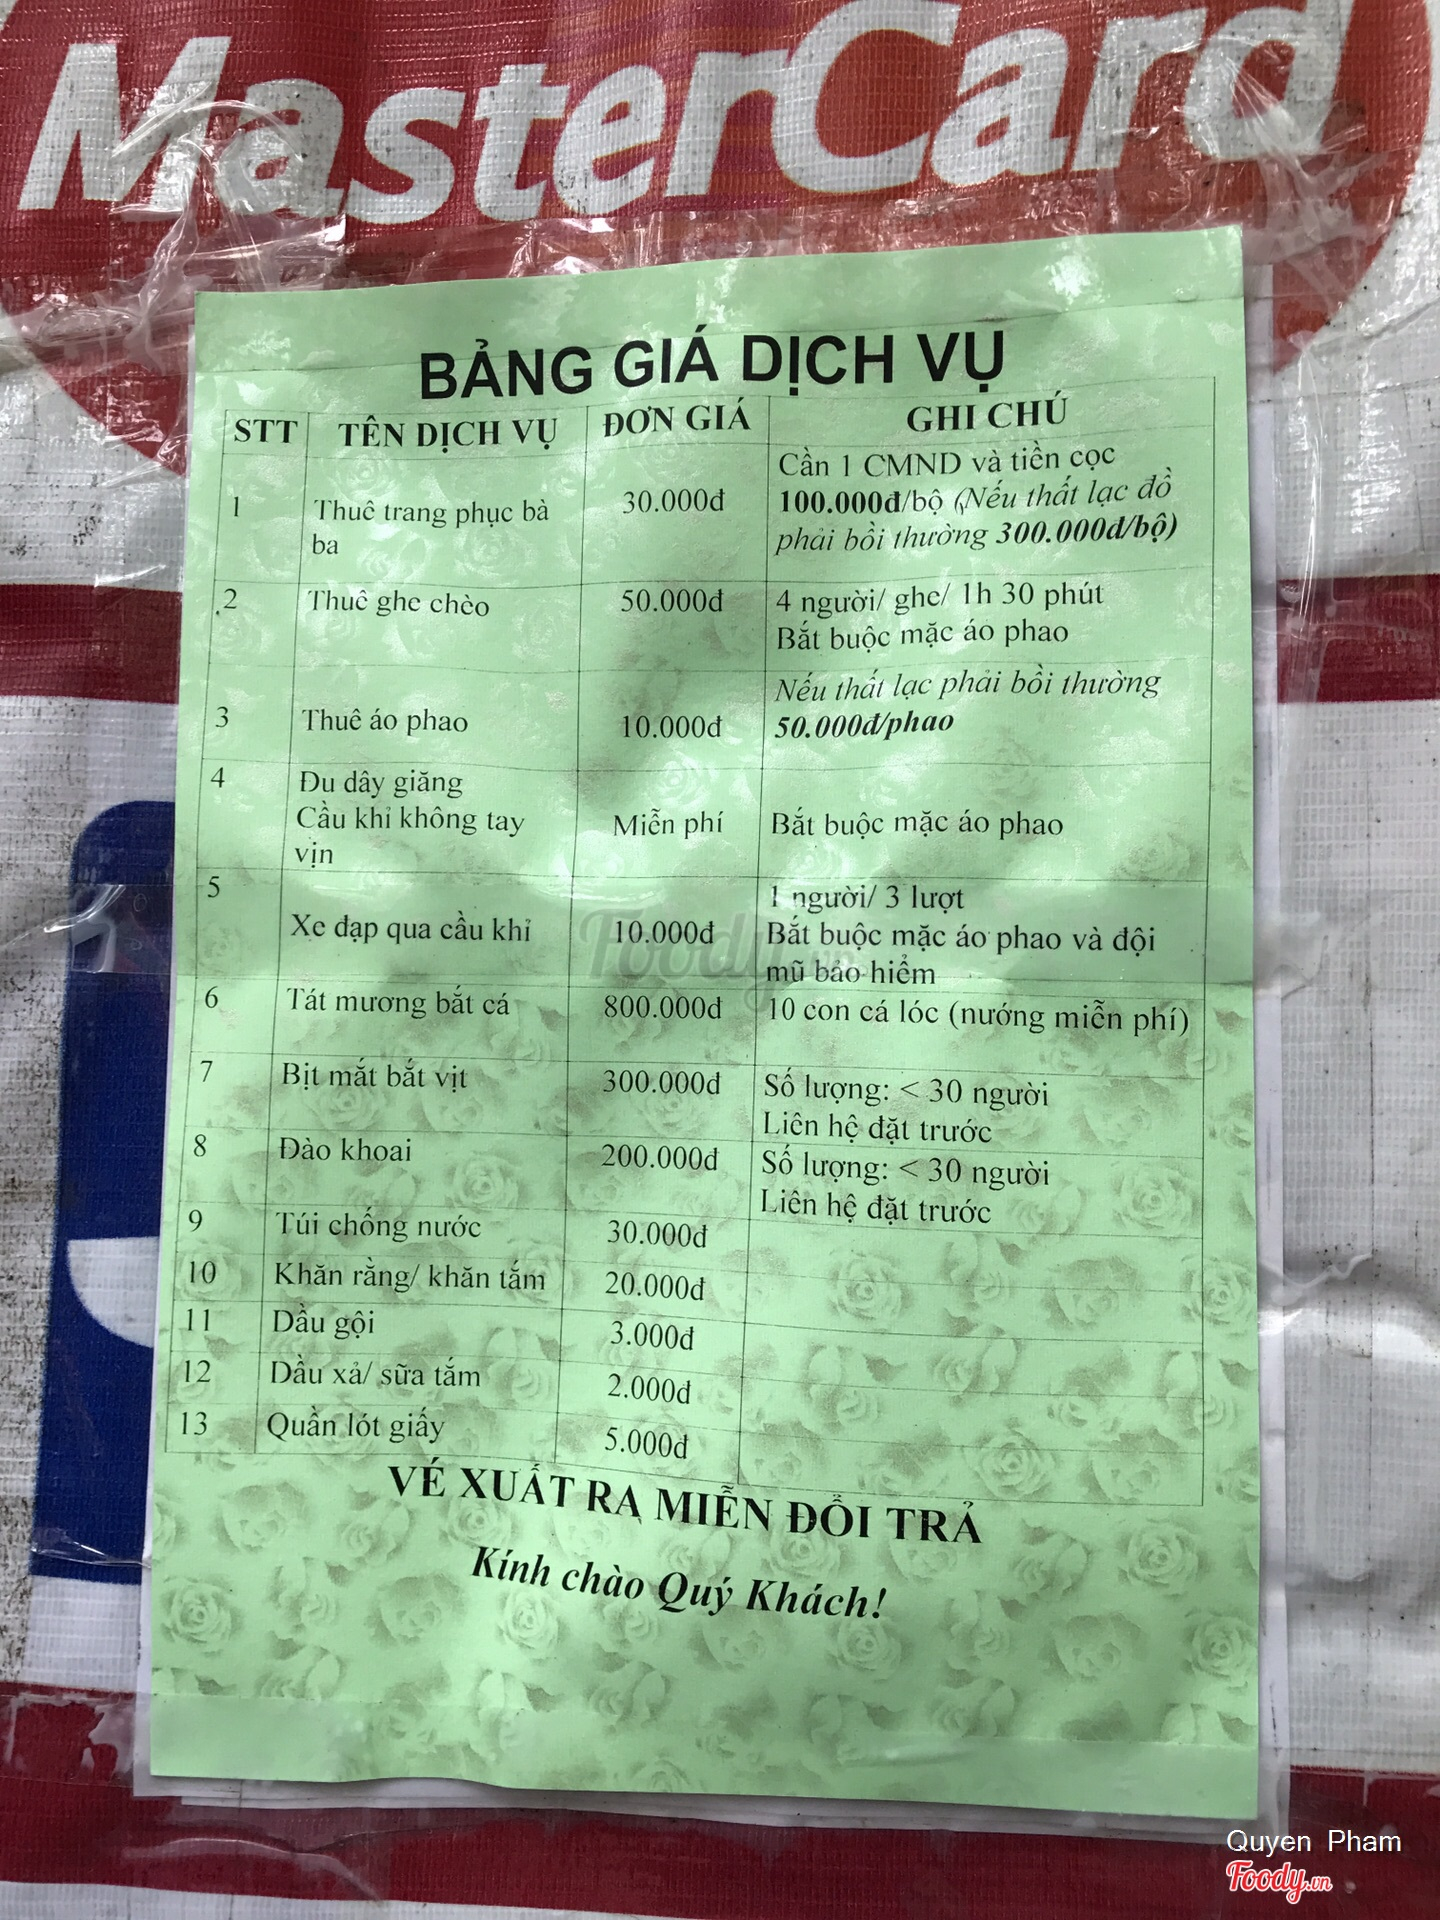 MasterCard
BẢNG GIÁ DỊCH VỤ
STT TÊN DỊCH VỤ ĐƠN GIÁ GHI CHÚ
1 Thuê trang phục bà ba 30.000đ Cần 1 CMND và tiền cọc
100.000đ/bộ (Nếu thất lạc đồ
phải bồi thường 300.000đ/bộ)
2 Thuê ghe chèo 50.000đ 4 người/ ghe/ 1h 30 phút
Bắt buộc mặc áo phao
3 Thuê áo phao 10.000đ Nếu thất lạc phải bồi thường
50.000đ/phao
4 Đu dây giăng
Cầu khỉ không tay vịn Miễn phí Bắt buộc mặc áo phao
5 Xe đạp qua cầu khỉ 10.000đ 1 người/ 3 lượt
Bắt buộc mặc áo phao và đội
mũ bảo hiểm
6 Tát mương bắt cá 800.000đ 10 con cá lóc (nướng miễn phí)
7 Bịt mắt bắt vịt 300.000đ Số lượng: < 30 người
Liên hệ đặt trước
8 Đào khoai 200.000đ Số lượng: < 30 người
Liên hệ đặt trước
9 Túi chống nước 30.000đ
10 Khăn rằng/ khăn tắm 20.000đ
11 Dầu gội 3.000đ
12 Dầu xả/ sữa tắm 2.000đ
13 Quần lót giấy 5.000đ
VÉ XUẤT RA MIỄN ĐỔI TRẢ
Kính chào Quý Khách!
Foody.vn
Quyen Pham
Foody.vn